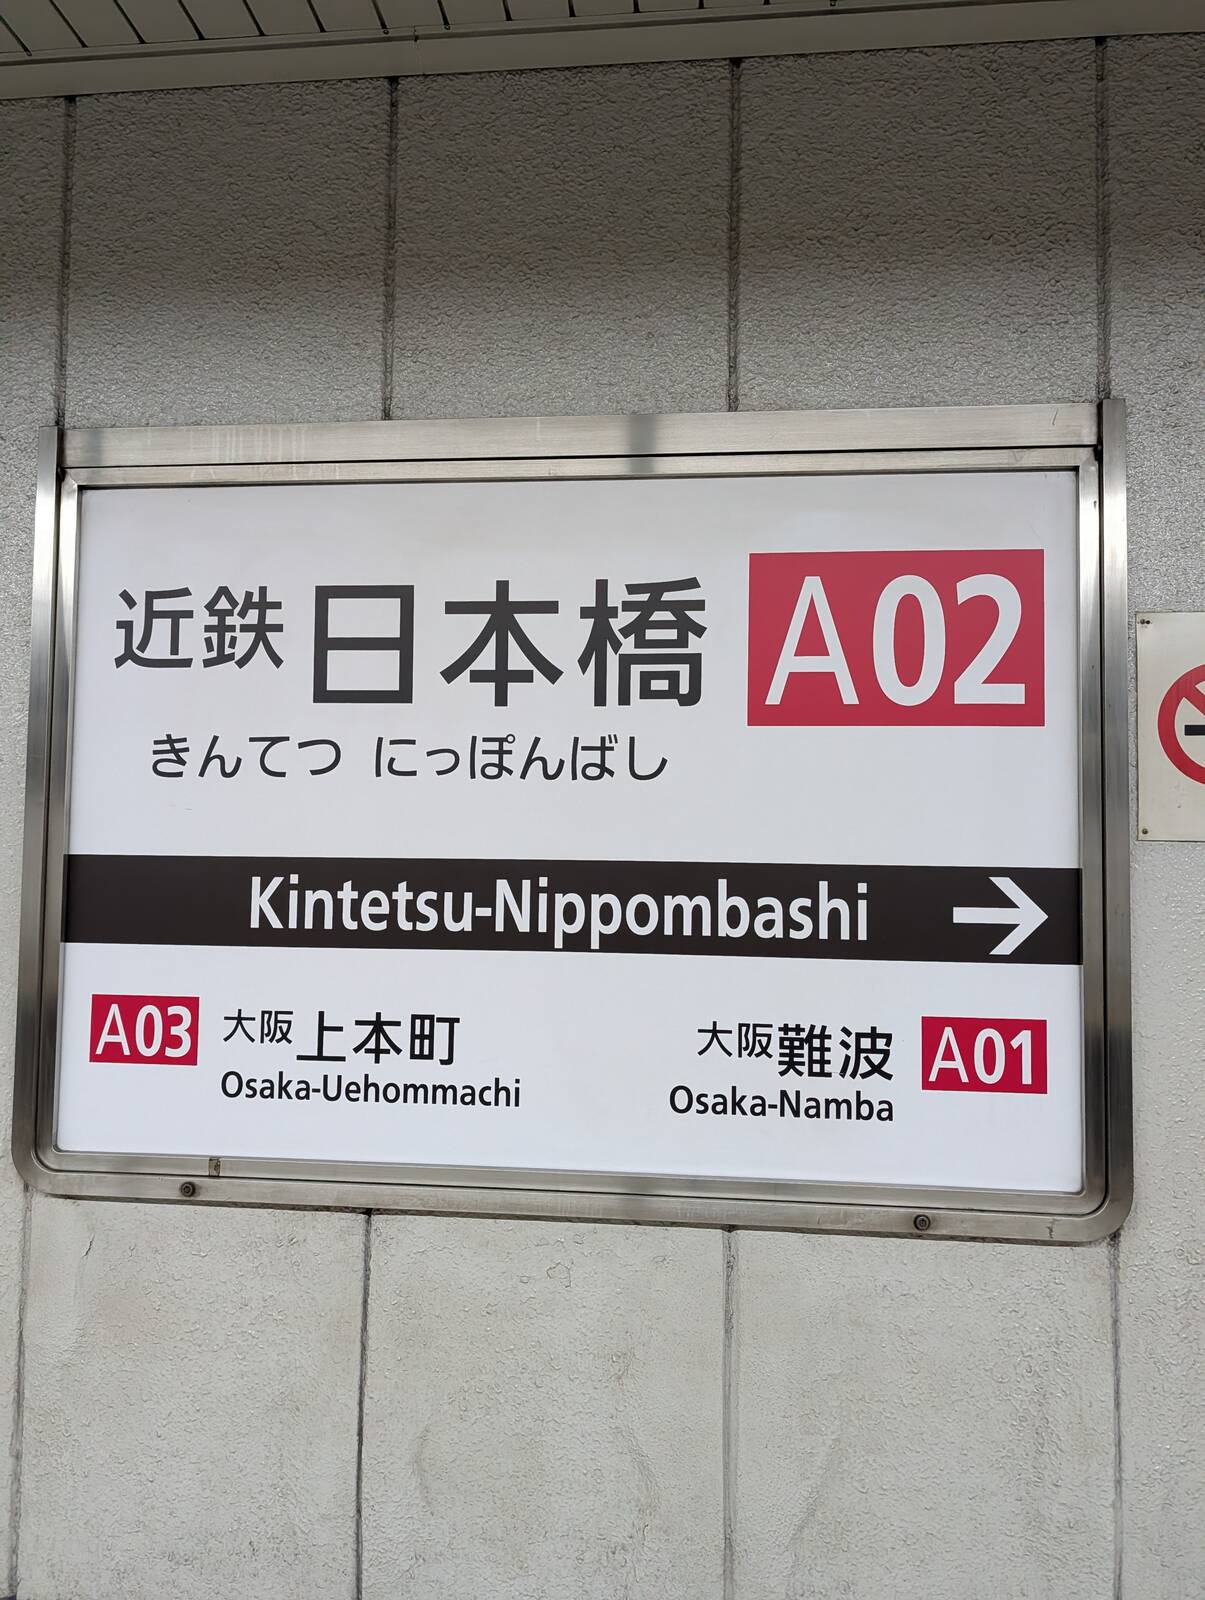 近鉄日本橋 A02
きんてつ にっぽんばし
Kintetsu-Nippombashi →
A03 大阪上本町
Osaka-Uehommachi
大阪難波 A01
Osaka-Namba